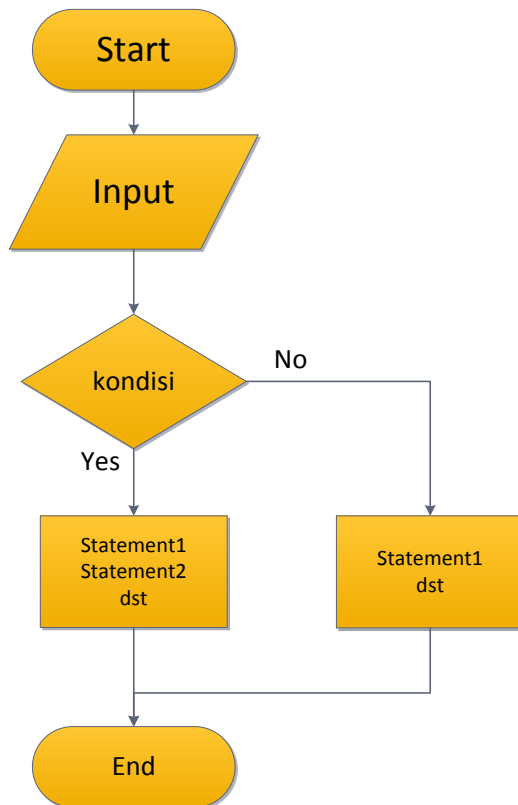 Start
Input
kondisi
No
Yes
Statement1
Statement2
dst
Statement1
dst
End